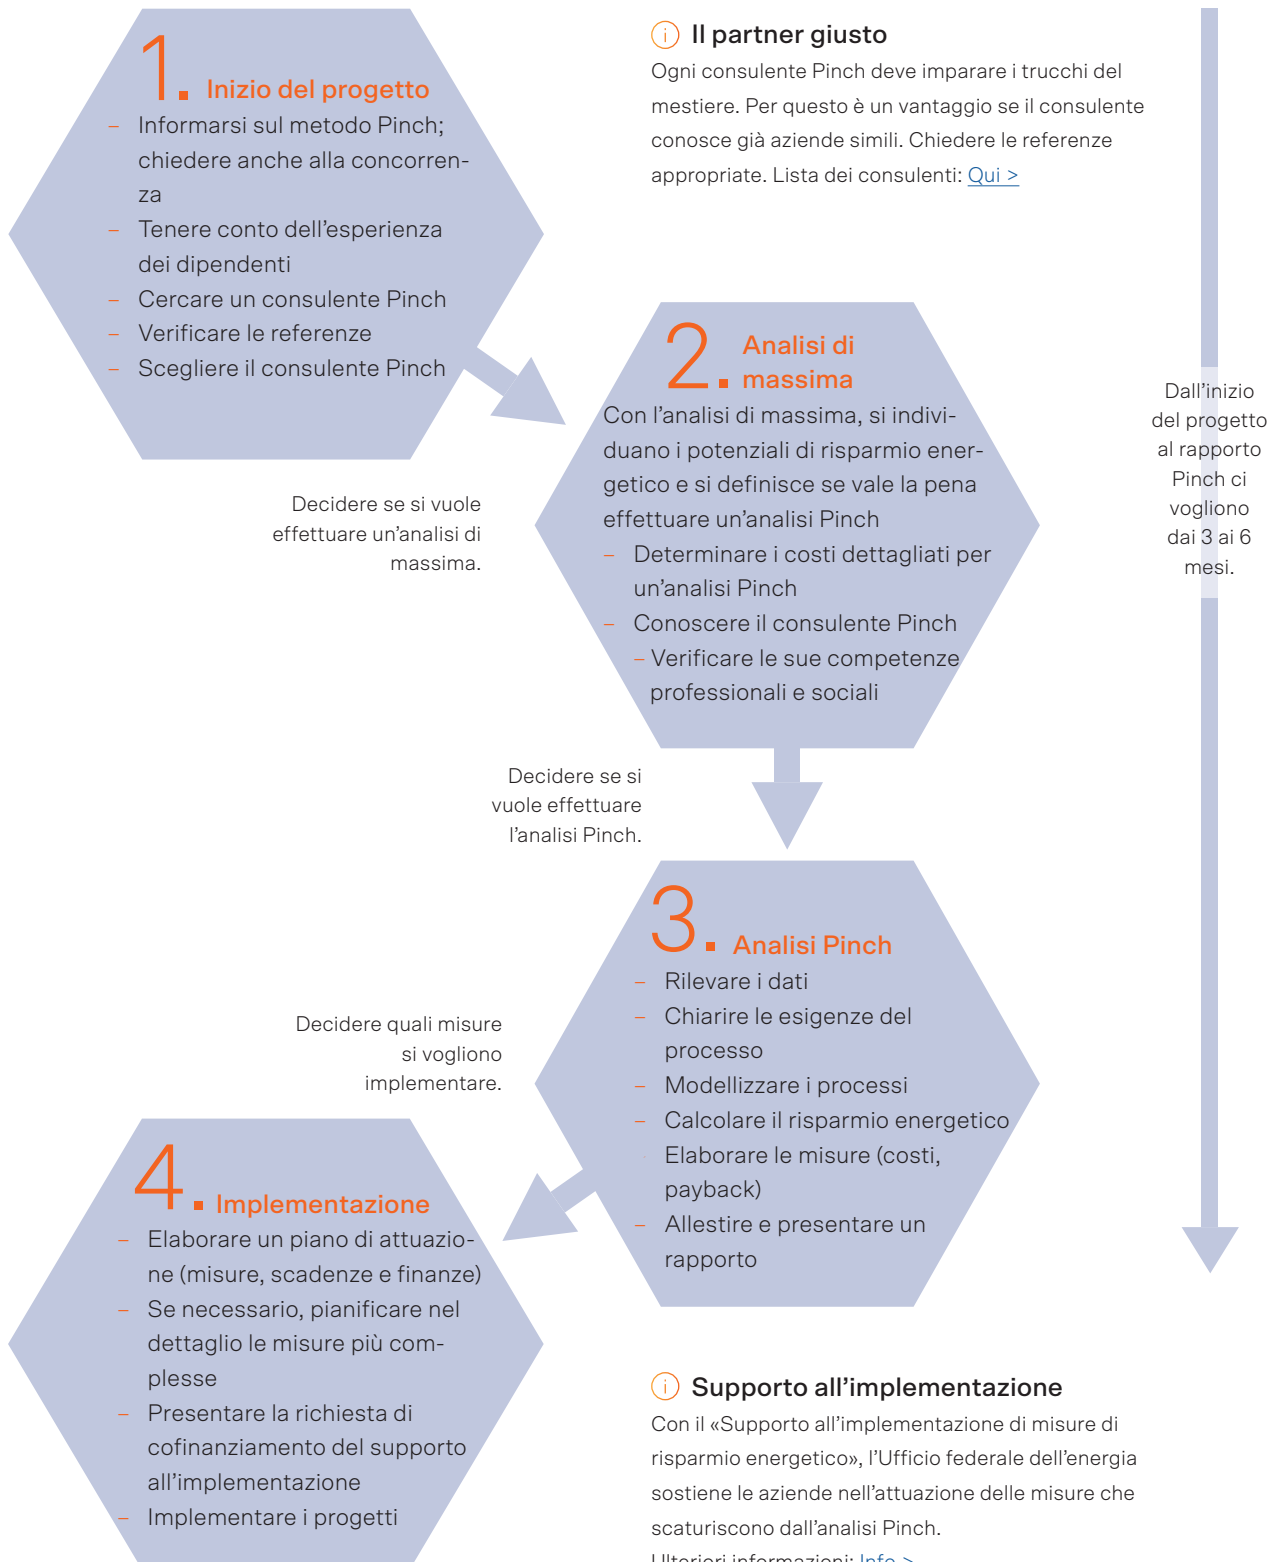 1. Inizio del progetto
– Informarsi sul metodo Pinch;
chiedere anche alla concorren-
za
– Tenere conto dell’esperienza
dei dipendenti
– Cercare un consulente Pinch
– Verificare le referenze
– Scegliere il consulente Pinch
Il partner giusto
Ogni consulente Pinch deve imparare i trucchi del
mestiere. Per questo è un vantaggio se il consulente
conosce già aziende simili. Chiedere le referenze
appropriate. Lista dei consulenti: Qui >
Decidere se si vuole
effettuare un’analisi di
massima.
2. Analisi di
massima
Con l’analisi di massima, si indivi-
duano i potenziali di risparmio ener-
getico e si definisce se vale la pena
effettuare un’analisi Pinch
– Determinare i costi dettagliati per
un’analisi Pinch
– Conoscere il consulente Pinch
– Verificare le sue competenze
professionali e sociali
Dall’inizio
del progetto
al rapporto
Pinch ci
vogliono
dai 3 ai 6
mesi.
Decidere se si
vuole effettuare
l’analisi Pinch.
3. Analisi Pinch
– Rilevare i dati
– Chiarire le esigenze del
processo
– Modellizzare i processi
– Calcolare il risparmio energetico
– Elaborare le misure (costi,
payback)
– Allestire e presentare un
rapporto
Decidere quali misure
si vogliono
implementare.
4. Implementazione
– Elaborare un piano di attuazio-
ne (misure, scadenze e finanze)
– Se necessario, pianificare nel
dettaglio le misure più com-
plesse
– Presentare la richiesta di
cofinanziamento del supporto
all’implementazione
– Implementare i progetti
Supporto all’implementazione
Con il «Supporto all’implementazione di misure di
risparmio energetico», l’Ufficio federale dell’energia
sostiene le aziende nell’attuazione delle misure che
scaturiscono dall’analisi Pinch.
Ulteriori informazioni: Info >